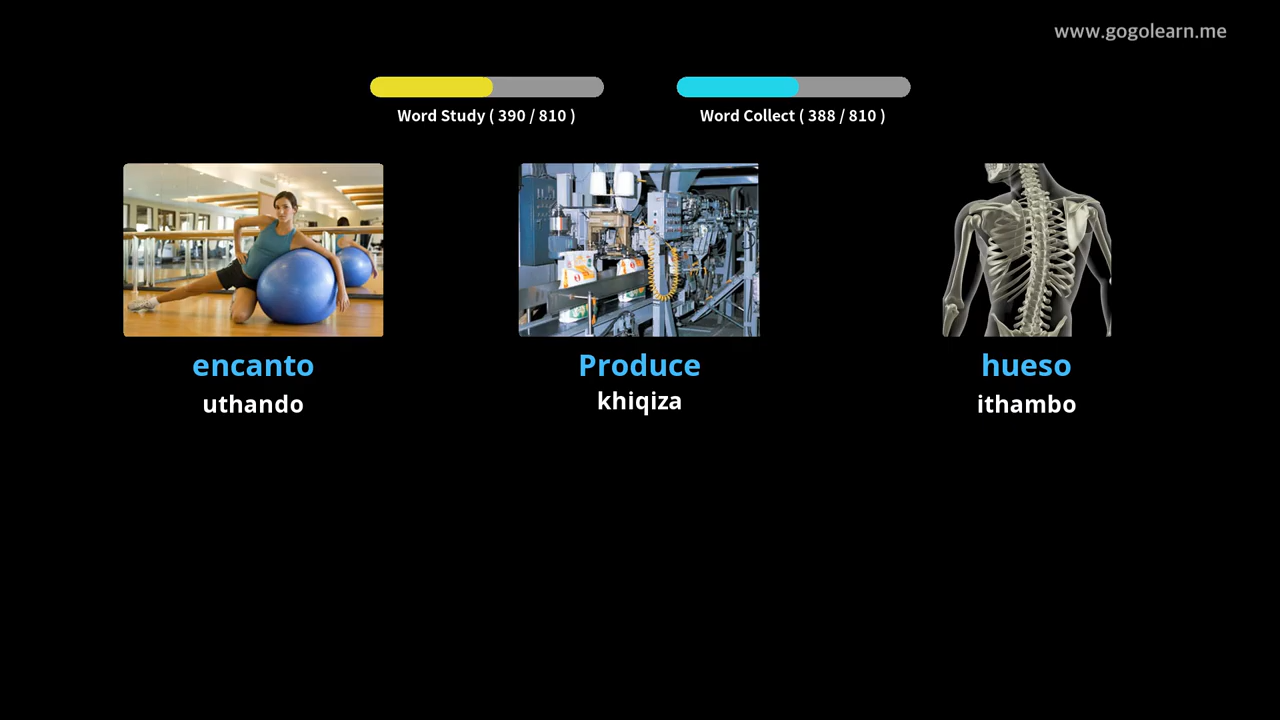 www.gogolearn.me
Word Study ( 390 / 810 )
Word Collect ( 388 / 810 )
encanto
uthando
Produce
khiqiza
hueso
ithambo